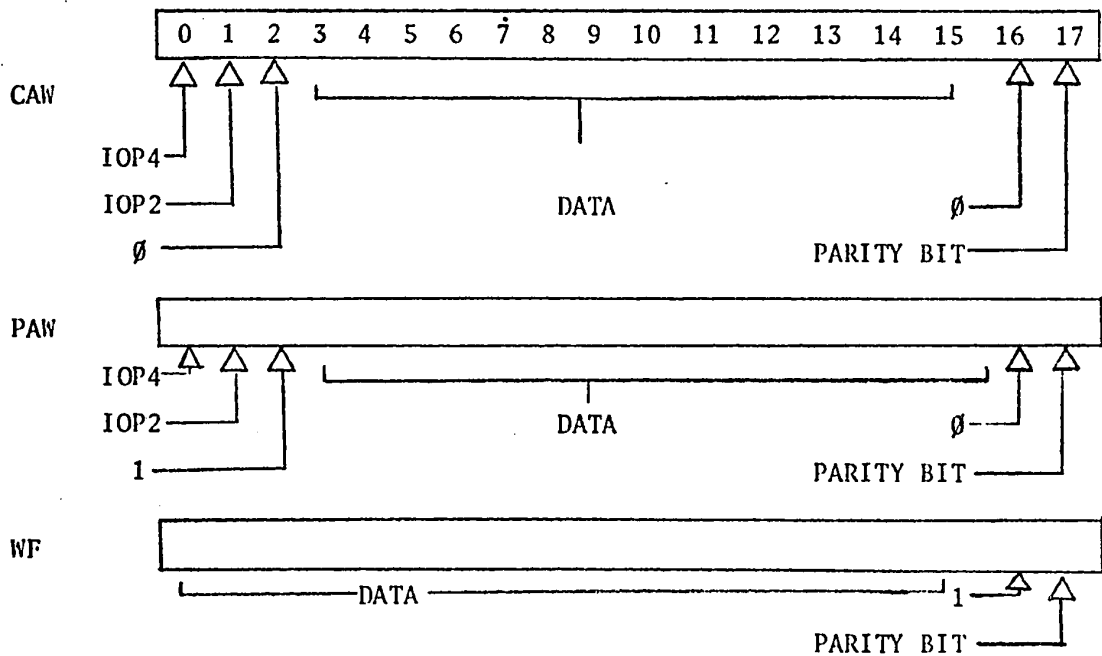 0 1 2 3 4 5 6 7 8 9 10 11 12 13 14 15 16 17
CAW
IOP4
IOP2 DATA Ø
Ø PARITY BIT
PAW
IOP4
IOP2 DATA Ø
1 PARITY BIT
WF
DATA 1
PARITY BIT